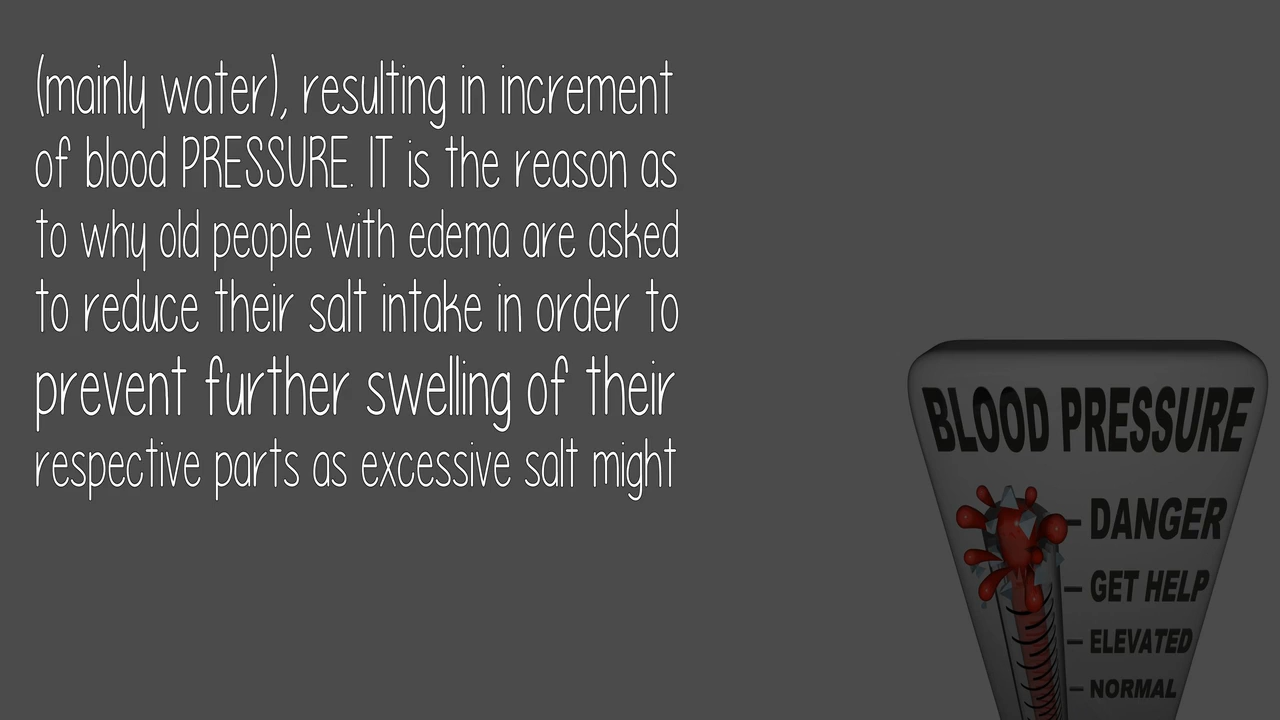 (mainly water), resulting in increment
of blood PRESSURE. IT is the reason as
to why old people with edema are asked
to reduce their salt intake in order to
prevent further swelling of their
respective parts as excessive salt might
BLOOD PRESSURE
DANGER
GET HELP
ELEVATED
NORMAL